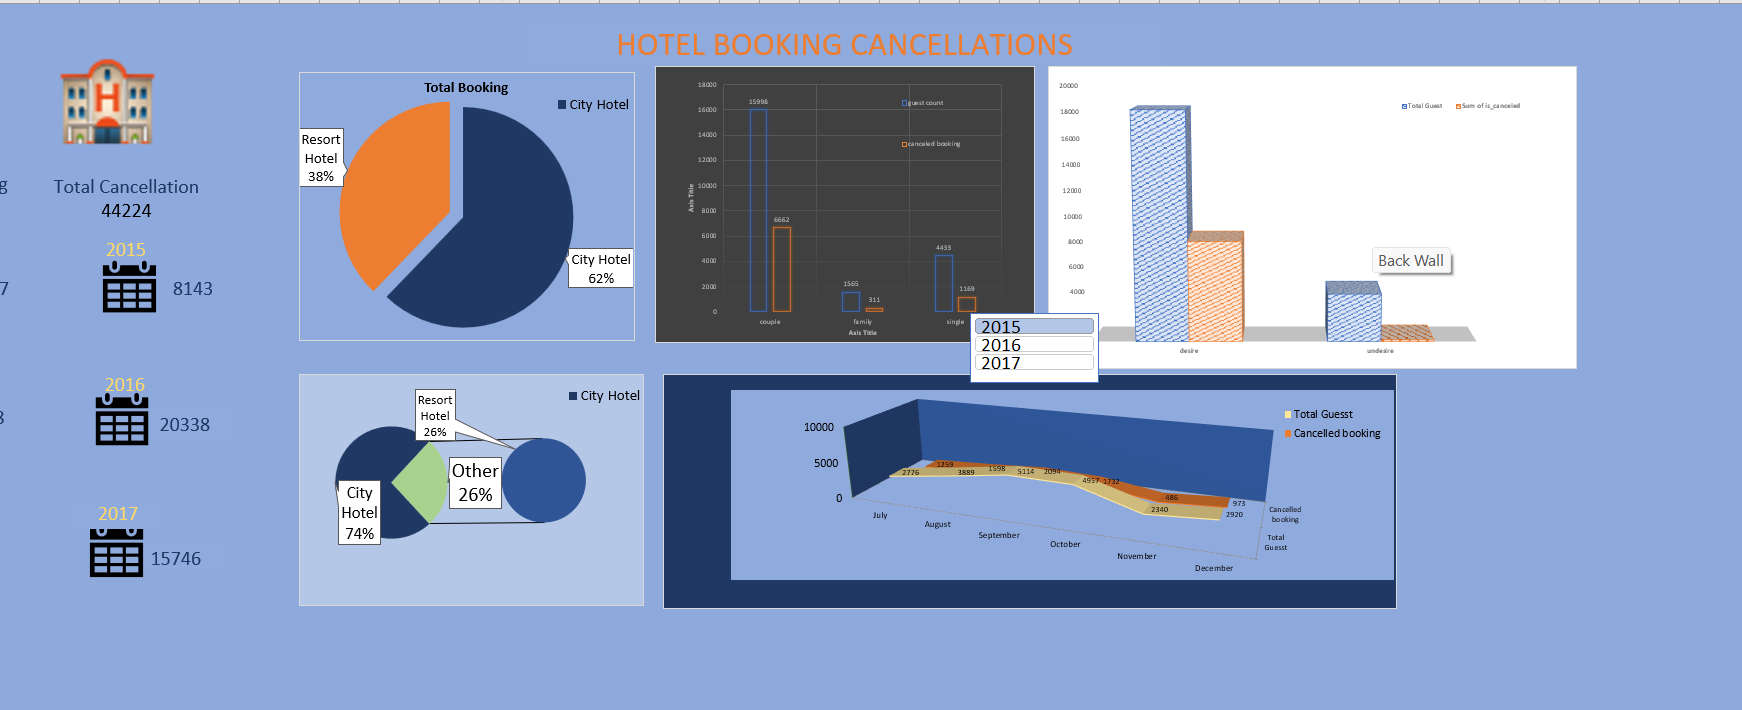 HOTEL BOOKING CANCELLATIONS
H
g
Total Cancellation
44224
2015
7
8143
2016
8
20338
2017
15746
Total Booking
City Hotel
Resort
Hotel
38%
City Hotel
62%
18000
16000
14000
12000
10000
8000
6000
4000
2000
0
Axis Title
15998
6662
1565
311
4433
1169
guest count
canceled booking
couple
family
single
Axis Title
20000
18000
16000
14000
12000
10000
8000
6000
4000
Total Guest
Sum of is_canceled
Back Wall
desire
undesire
2015
2016
2017
City Hotel
Resort
Hotel
26%
Other
26%
City
Hotel
74%
10000
5000
0
Total Guesst
Cancelled booking
2776
1259
3889
1598
5114
2094
4957
1732
2340
486
2920
973
July
August
September
October
November
December
Cancelled
booking
Total
Guesst